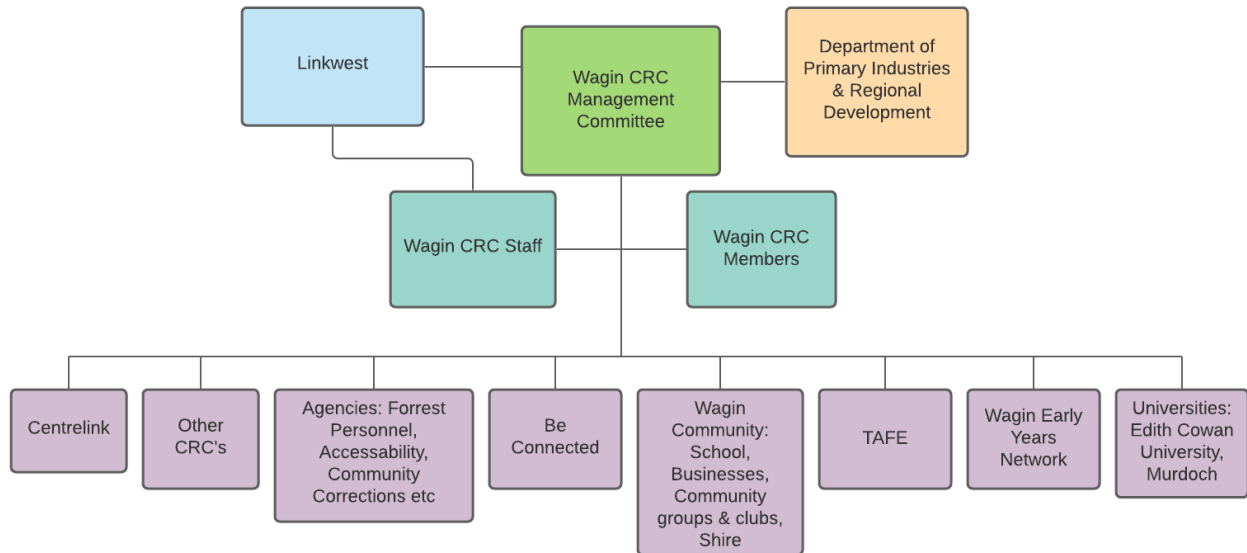 Linkwest
Wagin CRC
Management
Committee
Department of
Primary Industries
& Regional
Development
Wagin CRC Staff
Wagin CRC
Members
Centrelink
Other
CRC's
Agencies: Forrest
Personnel,
Accessability,
Community
Corrections etc
Be
Connected
Wagin
Community:
School,
Businesses,
Community
groups & clubs,
Shire
TAFE
Wagin Early
Years
Network
Universities:
Edith Cowan
University,
Murdoch